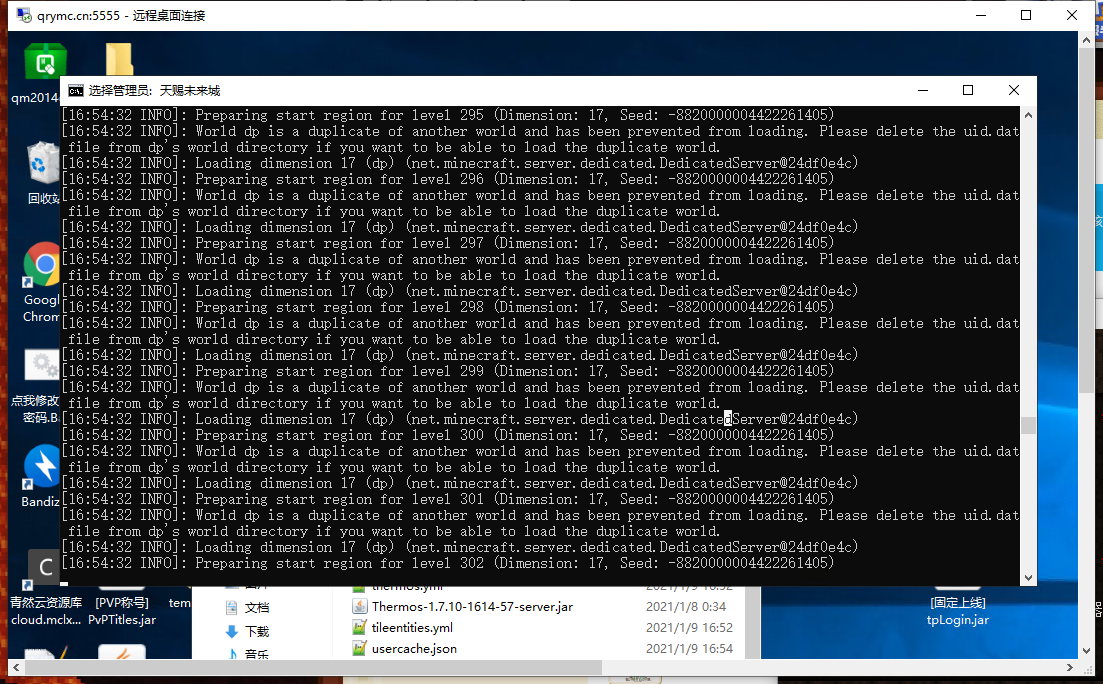 qrymc.cn:5555 - 远程桌面连接
qm2014
选择管理员: 天赐未来城
[16:54:32 INFO]: Preparing start region for level 295 (Dimension: 17, Seed: -8820000004422261405)
[16:54:32 INFO]: World dp is a duplicate of another world and has been prevented from loading. Please delete the uid.dat
file from dp's world directory if you want to be able to load the duplicate world.
[16:54:32 INFO]: Loading dimension 17 (dp) (net.minecraft.server.dedicated.DedicatedServer@24df0e4c)
[16:54:32 INFO]: Preparing start region for level 296 (Dimension: 17, Seed: -8820000004422261405)
[16:54:32 INFO]: World dp is a duplicate of another world and has been prevented from loading. Please delete the uid.dat
file from dp's world directory if you want to be able to load the duplicate world.
[16:54:32 INFO]: Loading dimension 17 (dp) (net.minecraft.server.dedicated.DedicatedServer@24df0e4c)
[16:54:32 INFO]: Preparing start region for level 297 (Dimension: 17, Seed: -8820000004422261405)
[16:54:32 INFO]: World dp is a duplicate of another world and has been prevented from loading. Please delete the uid.dat
file from dp's world directory if you want to be able to load the duplicate world.
[16:54:32 INFO]: Loading dimension 17 (dp) (net.minecraft.server.dedicated.DedicatedServer@24df0e4c)
[16:54:32 INFO]: Preparing start region for level 298 (Dimension: 17, Seed: -8820000004422261405)
[16:54:32 INFO]: World dp is a duplicate of another world and has been prevented from loading. Please delete the uid.dat
file from dp's world directory if you want to be able to load the duplicate world.
[16:54:32 INFO]: Loading dimension 17 (dp) (net.minecraft.server.dedicated.DedicatedServer@24df0e4c)
[16:54:32 INFO]: Preparing start region for level 299 (Dimension: 17, Seed: -8820000004422261405)
[16:54:32 INFO]: World dp is a duplicate of another world and has been prevented from loading. Please delete the uid.dat
file from dp's world directory if you want to be able to load the duplicate world.
[16:54:32 INFO]: Loading dimension 17 (dp) (net.minecraft.server.dedicated.DedicatedServer@24df0e4c)
[16:54:32 INFO]: Preparing start region for level 300 (Dimension: 17, Seed: -8820000004422261405)
[16:54:32 INFO]: World dp is a duplicate of another world and has been prevented from loading. Please delete the uid.dat
file from dp's world directory if you want to be able to load the duplicate world.
[16:54:32 INFO]: Loading dimension 17 (dp) (net.minecraft.server.dedicated.DedicatedServer@24df0e4c)
[16:54:32 INFO]: Preparing start region for level 301 (Dimension: 17, Seed: -8820000004422261405)
[16:54:32 INFO]: World dp is a duplicate of another world and has been prevented from loading. Please delete the uid.dat
file from dp's world directory if you want to be able to load the duplicate world.
[16:54:32 INFO]: Loading dimension 17 (dp) (net.minecraft.server.dedicated.DedicatedServer@24df0e4c)
[16:54:32 INFO]: Preparing start region for level 302 (Dimension: 17, Seed: -8820000004422261405)
回收站
Googl
Chrom
点我修改
密码.B
Bandiz
C
青然云资源库
cloud.mclx...
[PVP称号]
PvPTitles.jar
tem
文档
下载
音乐
thermos.yml 2021/1/9 16:52
Thermos-1.7.10-1614-57-server.jar 2021/1/8 0:34
tileentities.yml 2021/1/9 16:52
usercache.json 2021/1/9 16:54
[固定上线]
tpLogin.jar